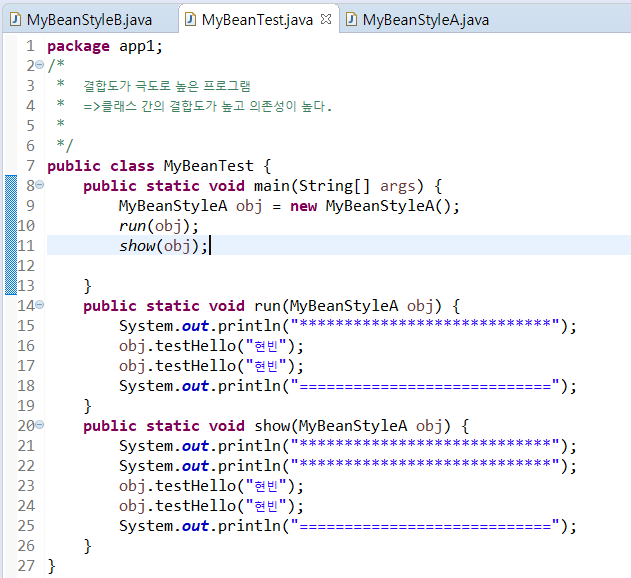 MyBeanStyleB.java MyBeanTest.java MyBeanStyleA.java
1 package app1;
2 /*
3  *  결합도가 극도로 높은 프로그램
4  *  =>클래스 간의 결합도가 높고 의존성이 높다.
5  *
6  */
7 public class MyBeanTest {
8     public static void main(String[] args) {
9         MyBeanStyleA obj = new MyBeanStyleA();
10         run(obj);
11         show(obj);
12
13     }
14     public static void run(MyBeanStyleA obj) {
15         System.out.println("****************************");
16         obj.testHello("현빈");
17         obj.testHello("현빈");
18         System.out.println("============================");
19     }
20     public static void show(MyBeanStyleA obj) {
21         System.out.println("****************************");
22         System.out.println("****************************");
23         obj.testHello("현빈");
24         obj.testHello("현빈");
25         System.out.println("============================");
26     }
27 }